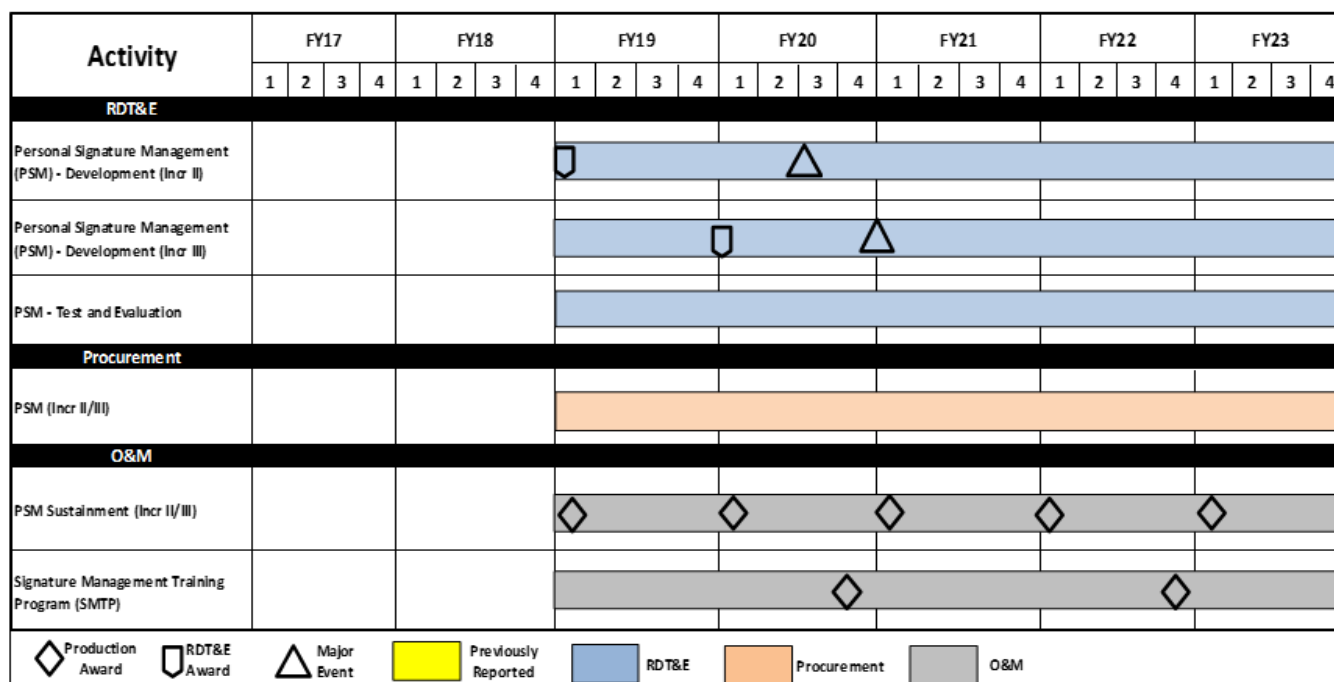 Activity FY17 FY18 FY19 FY20 FY21 FY22 FY23
1 2 3 4 1 2 3 4 1 2 3 4 1 2 3 4 1 2 3 4 1 2 3 4 1 2 3 4
RDT&E
Personal Signature Management
(PSM) - Development (Incr II)
Personal Signature Management
(PSM) - Development (Incr III)
PSM - Test and Evaluation
Procurement
PSM (Incr II/III)
O&M
PSM Sustainment (Incr II/III)
Signature Management Training
Program (SMTP)
Production
Award
RDT&E
Award
Major
Event
Previously
Reported
RDT&E
Procurement
O&M